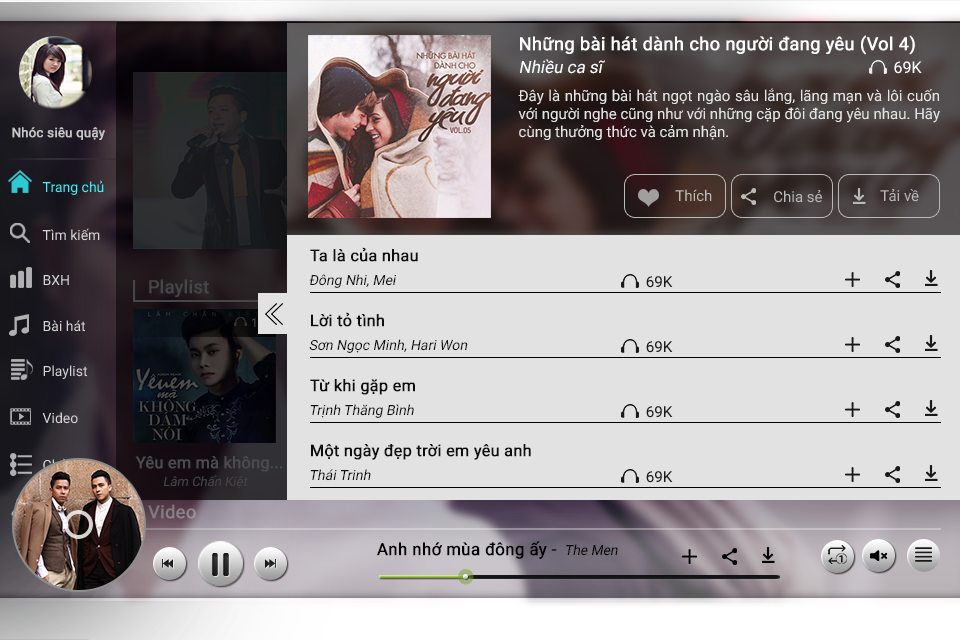 Nhóc siêu quậy
Trang chủ
Tìm kiếm
BXH
Bài hát
Playlist
Video
Playlist
LÂM CHẤN KIỆT
Yêu em
mà
KHÔNG
DÁM
NÓI
Yêu em mà không...
Lâm Chấn Kiệt
Video
NHỮNG BÀI HÁT
DÀNH CHO
người
đang
yêu
VOL.05
Những bài hát dành cho người đang yêu (Vol 4)
Nhiều ca sĩ
69K
Đây là những bài hát ngọt ngào sâu lắng, lãng mạn và lôi cuốn
với người nghe cũng như với những cặp đôi đang yêu nhau. Hãy
cùng thưởng thức và cảm nhận.
Thích
Chia sẻ
Tải về
Ta là của nhau
Đông Nhi, Mei
69K
Lời tỏ tình
Sơn Ngọc Minh, Hari Won
69K
Từ khi gặp em
Trịnh Thăng Bình
69K
Một ngày đẹp trời em yêu anh
Thái Trinh
69K
Anh nhớ mùa đông ấy - The Men
1